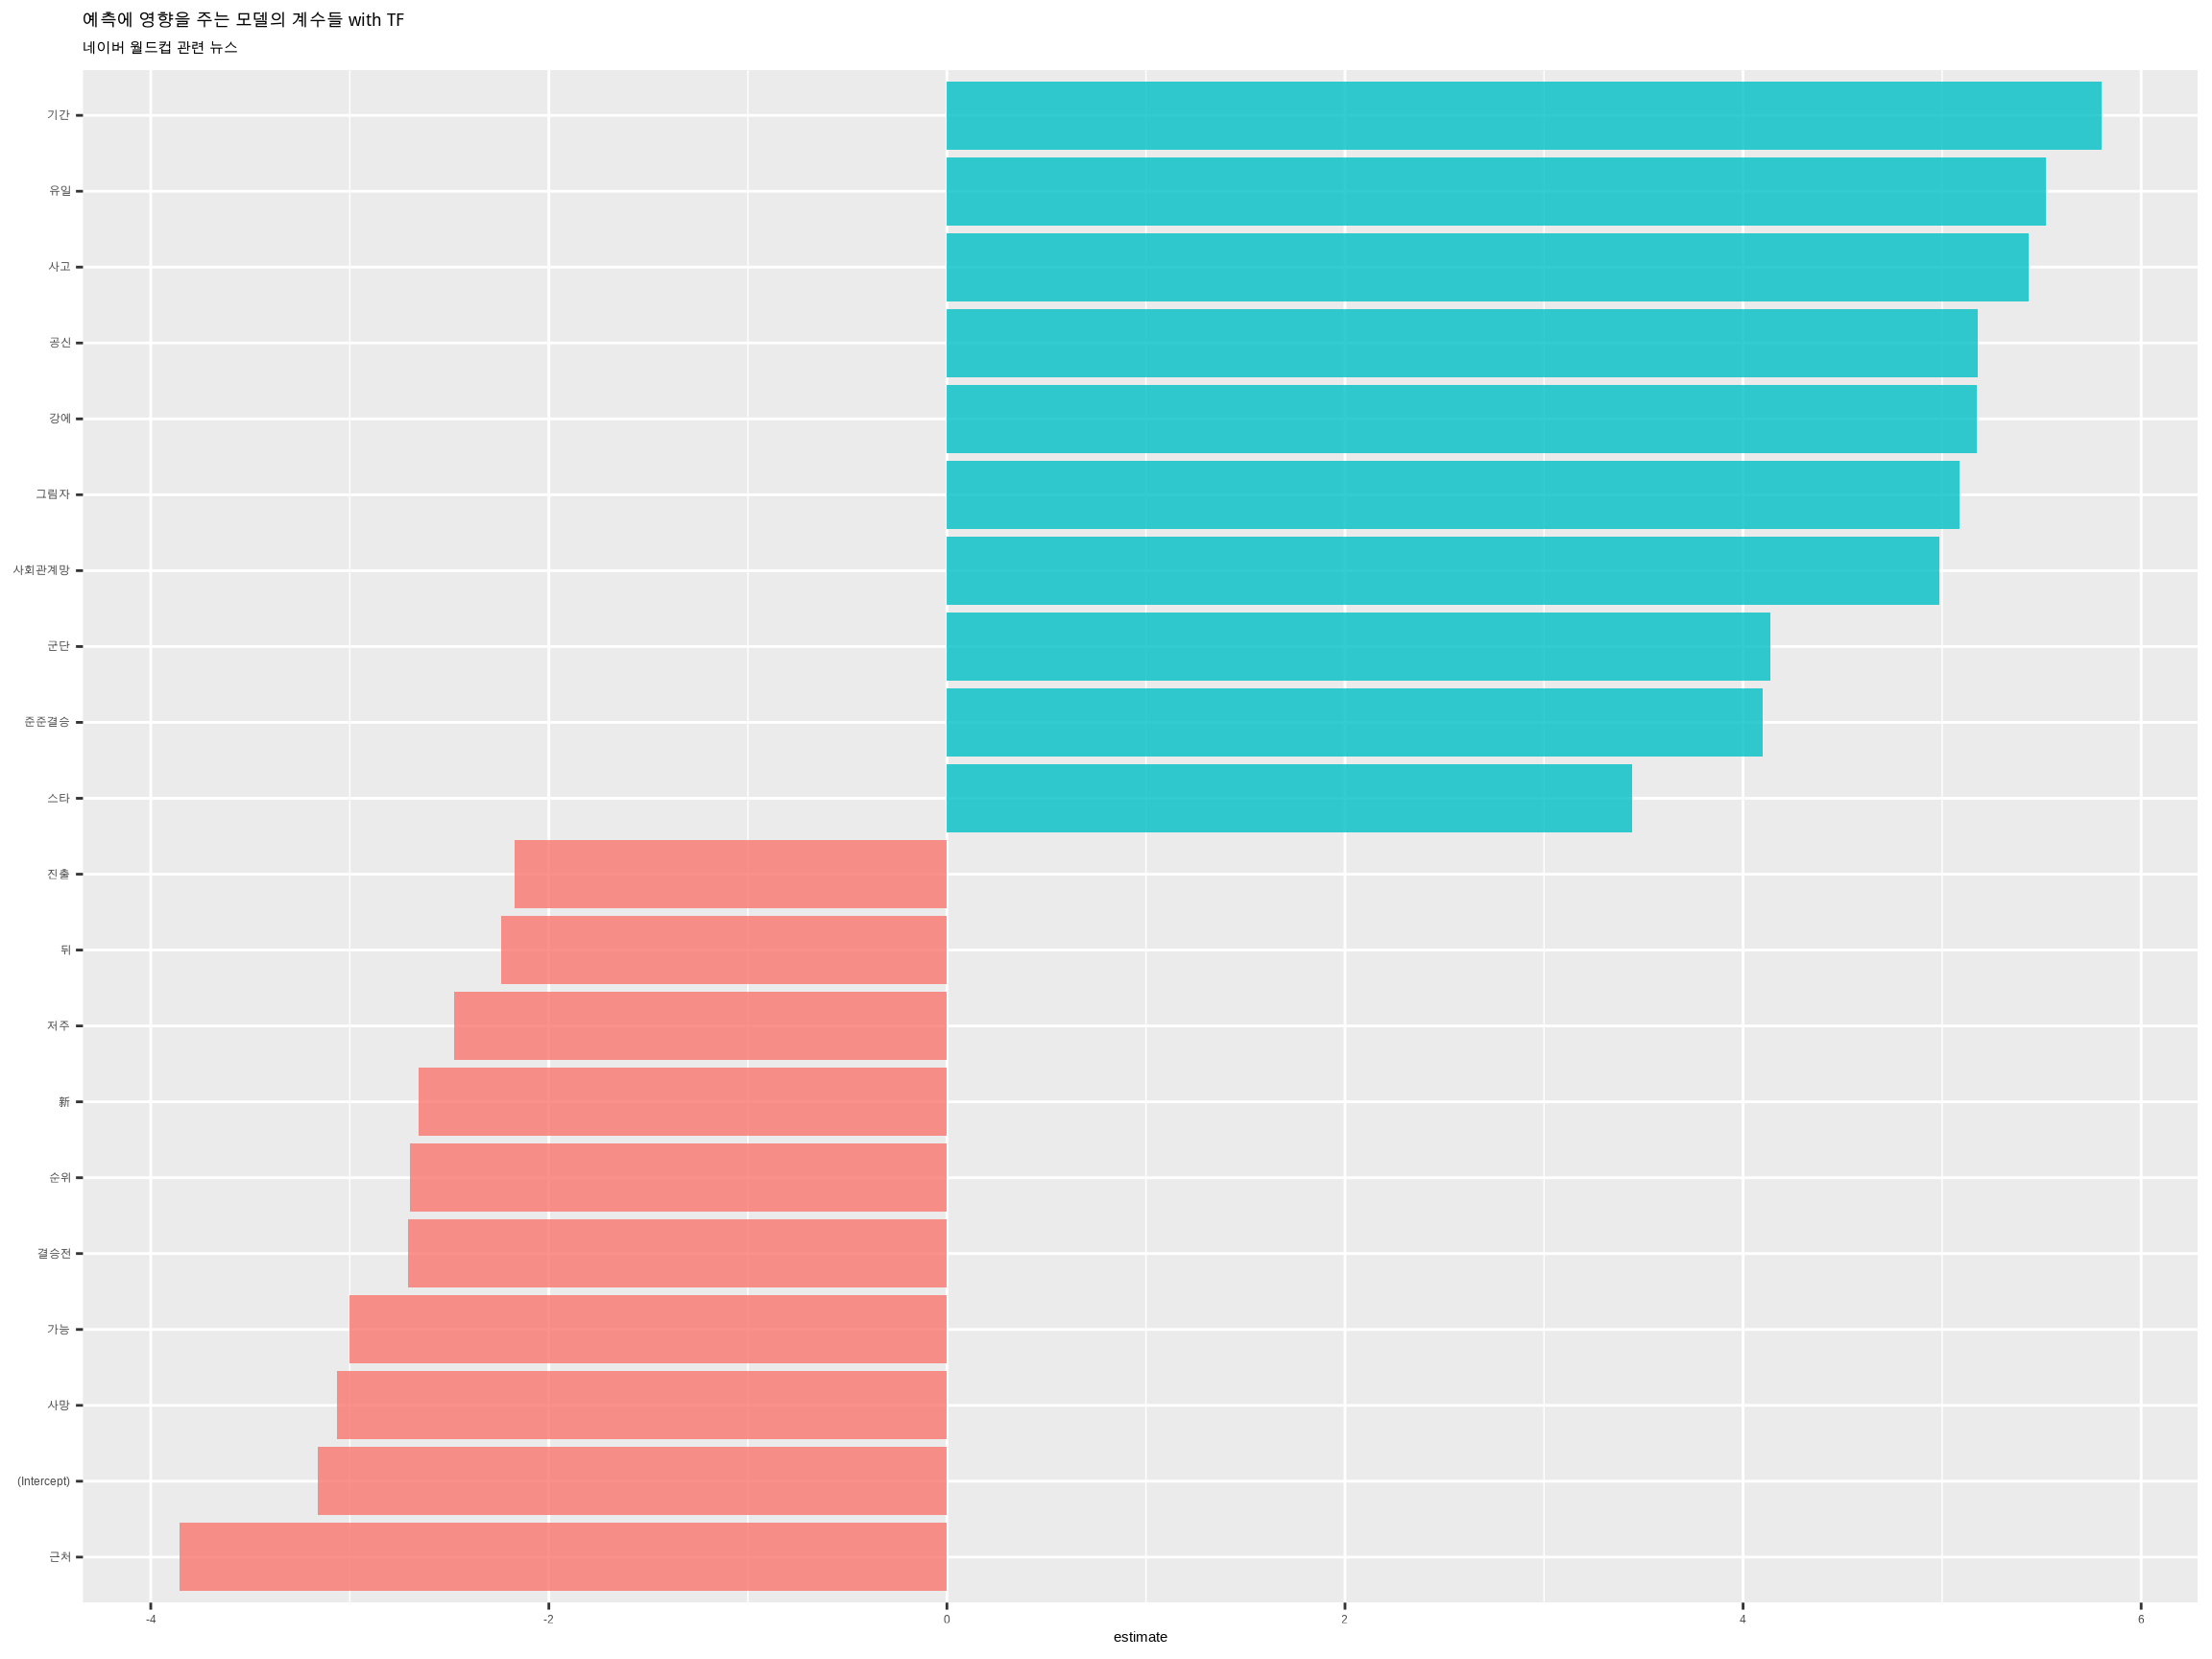 예측에 영향을 주는 모델의 계수들 with TF
네이버 월드컵 관련 뉴스
기간
유일
사고
공신
강에
그림자
사회관계망
군단
준준결승
스타
진출
뒤
저주
新
순위
결승전
가능
사망
(Intercept)
근처
-4 -2 0 2 4 6
estimate